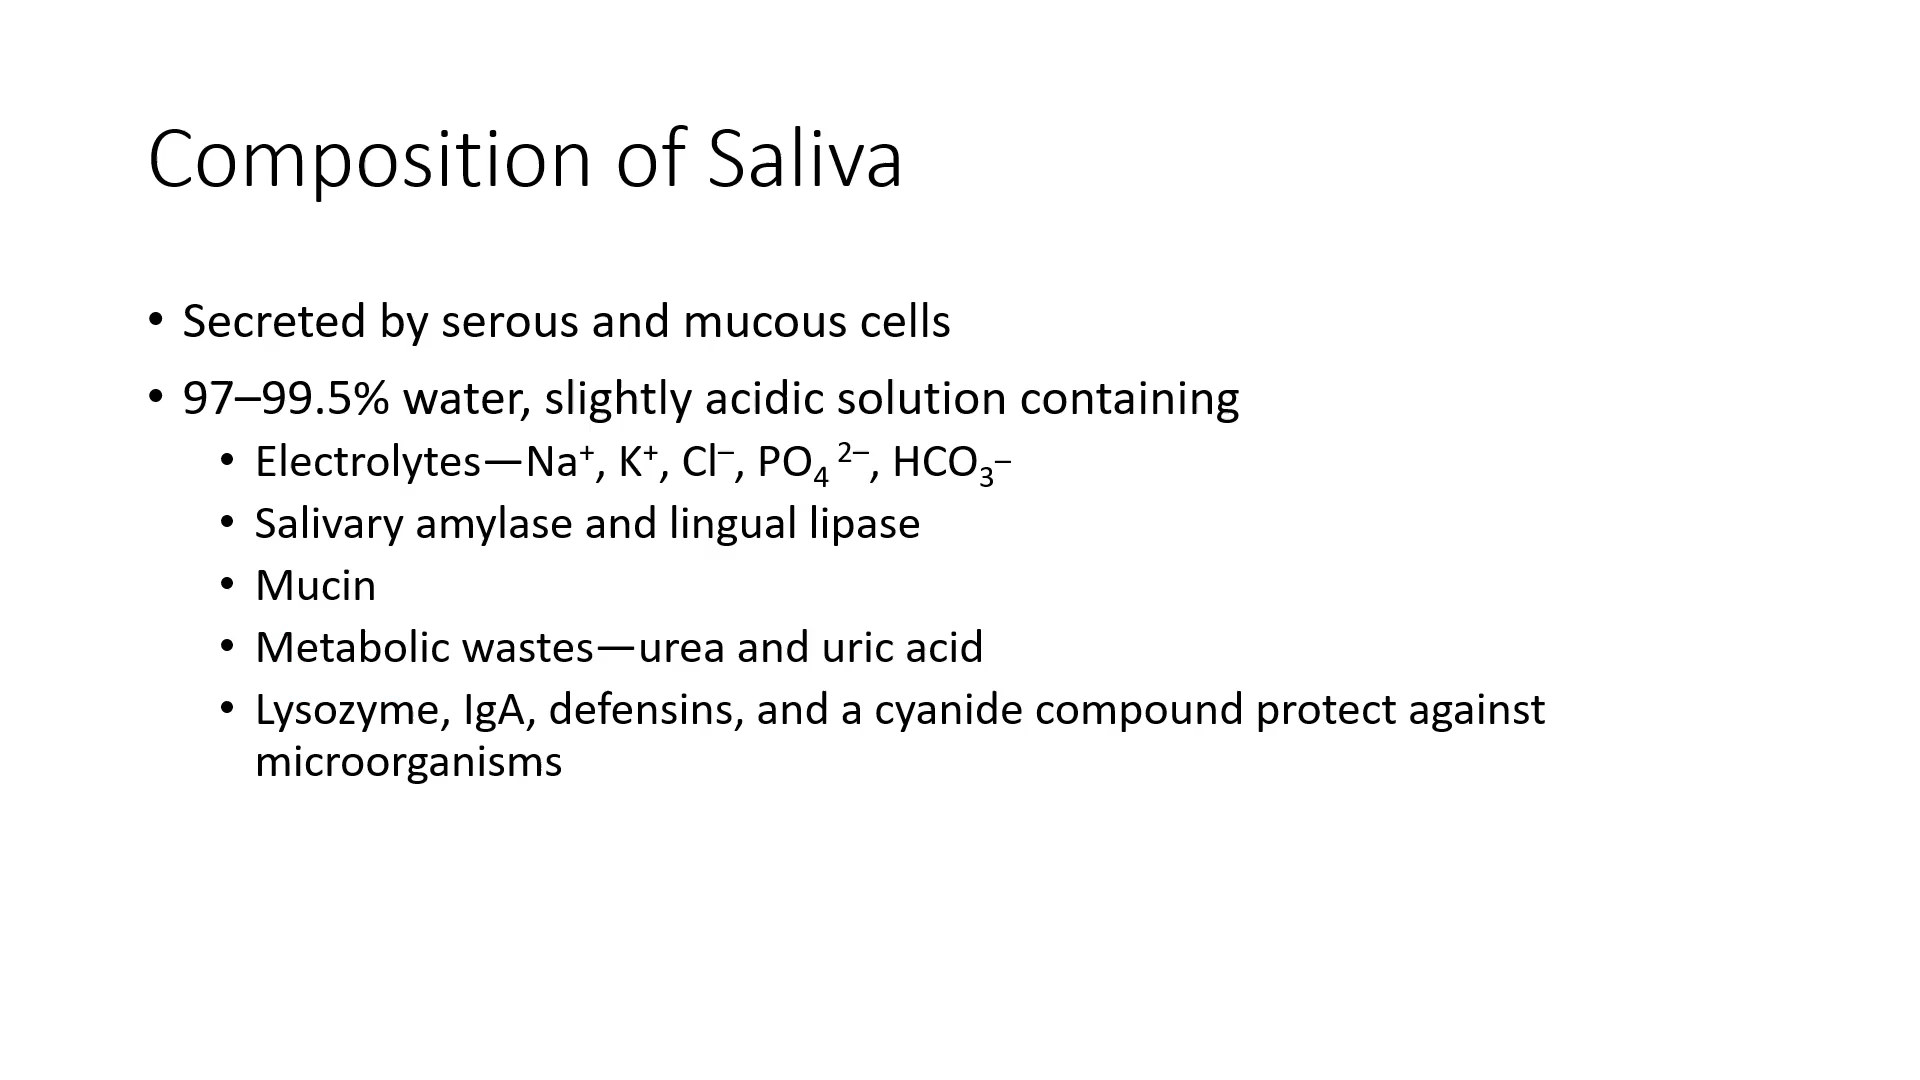 Composition of Saliva
• Secreted by serous and mucous cells
• 97–99.5% water, slightly acidic solution containing
• Electrolytes—Na⁺, K⁺, Cl⁻, PO₄ ²⁻, HCO₃⁻
• Salivary amylase and lingual lipase
• Mucin
• Metabolic wastes—urea and uric acid
• Lysozyme, IgA, defensins, and a cyanide compound protect against
microorganisms